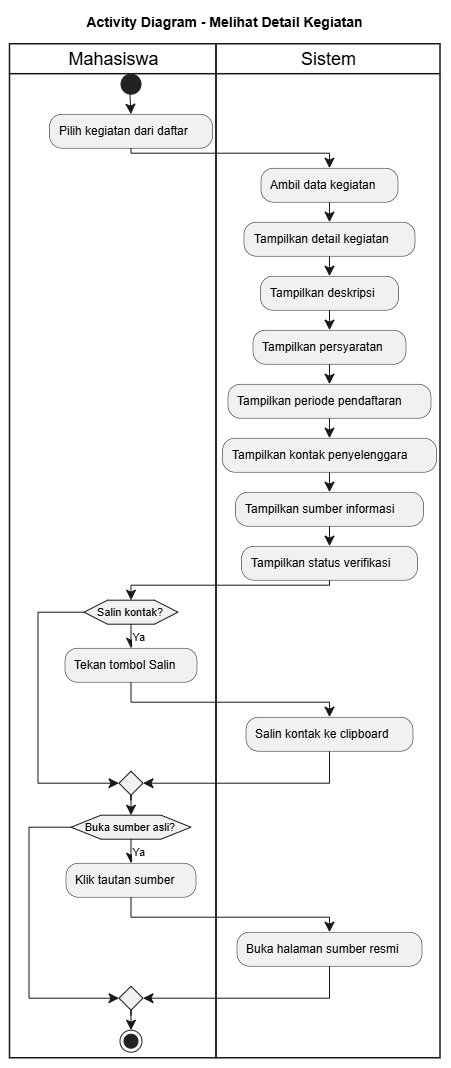 Activity Diagram - Melihat Detail Kegiatan
Mahasiswa
Sistem
Pilih kegiatan dari daftar
Ambil data kegiatan
Tampilkan detail kegiatan
Tampilkan deskripsi
Tampilkan persyaratan
Tampilkan periode pendaftaran
Tampilkan kontak penyelenggara
Tampilkan sumber informasi
Tampilkan status verifikasi
Salin kontak?
Ya
Tekan tombol Salin
Salin kontak ke clipboard
Buka sumber asli?
Ya
Klik tautan sumber
Buka halaman sumber resmi